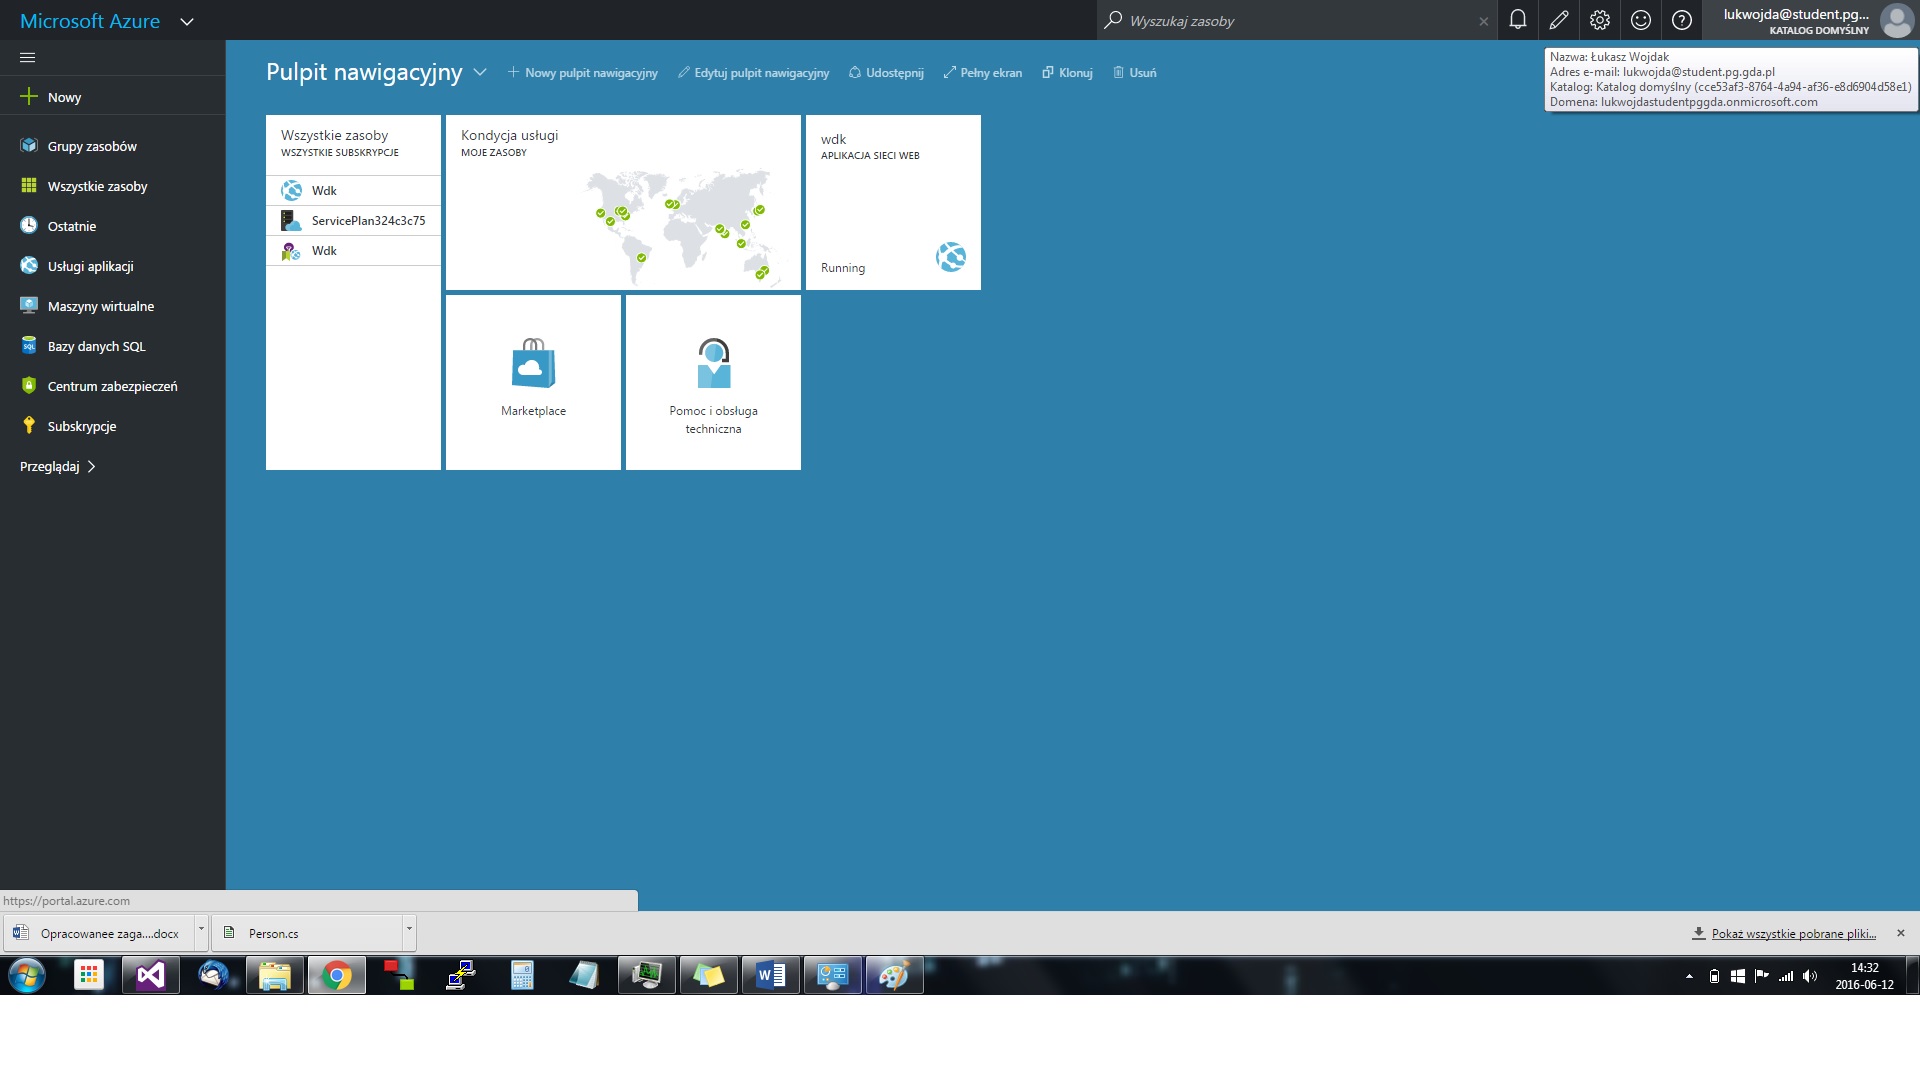 Microsoft Azure
Wyszukaj zasoby
lukwojda@student.pg...
KATALOG DOMYŚLNY
Nazwa: Łukasz Wojdak
Adres e-mail: lukwojda@student.pg.gda.pl
Katalog: Katalog domyślny (cce53af3-8764-4a94-af36-e8d6904d58e1)
Domena: lukwojdastudentpggda.onmicrosoft.com
Nowy
Grupy zasobów
Wszystkie zasoby
Ostatnie
Usługi aplikacji
Maszyny wirtualne
SQL
Bazy danych SQL
Centrum zabezpieczeń
Subskrypcje
Przeglądaj
Pulpit nawigacyjny
Nowy pulpit nawigacyjny
Edytuj pulpit nawigacyjny
Udostępnij
Pełny ekran
Klonuj
Usuń
Wszystkie zasoby
WSZYSTKIE SUBSKRYPCJE
Wdk
ServicePlan324c3c75
Wdk
Kondycja usługi
MOJE ZASOBY
wdk
APLIKACJA SIECI WEB
Running
Marketplace
Pomoc i obsługa
techniczna
https://portal.azure.com
Opracowanee zaga....docx
Person.cs
Pokaż wszystkie pobrane pliki...
14:32
2016-06-12